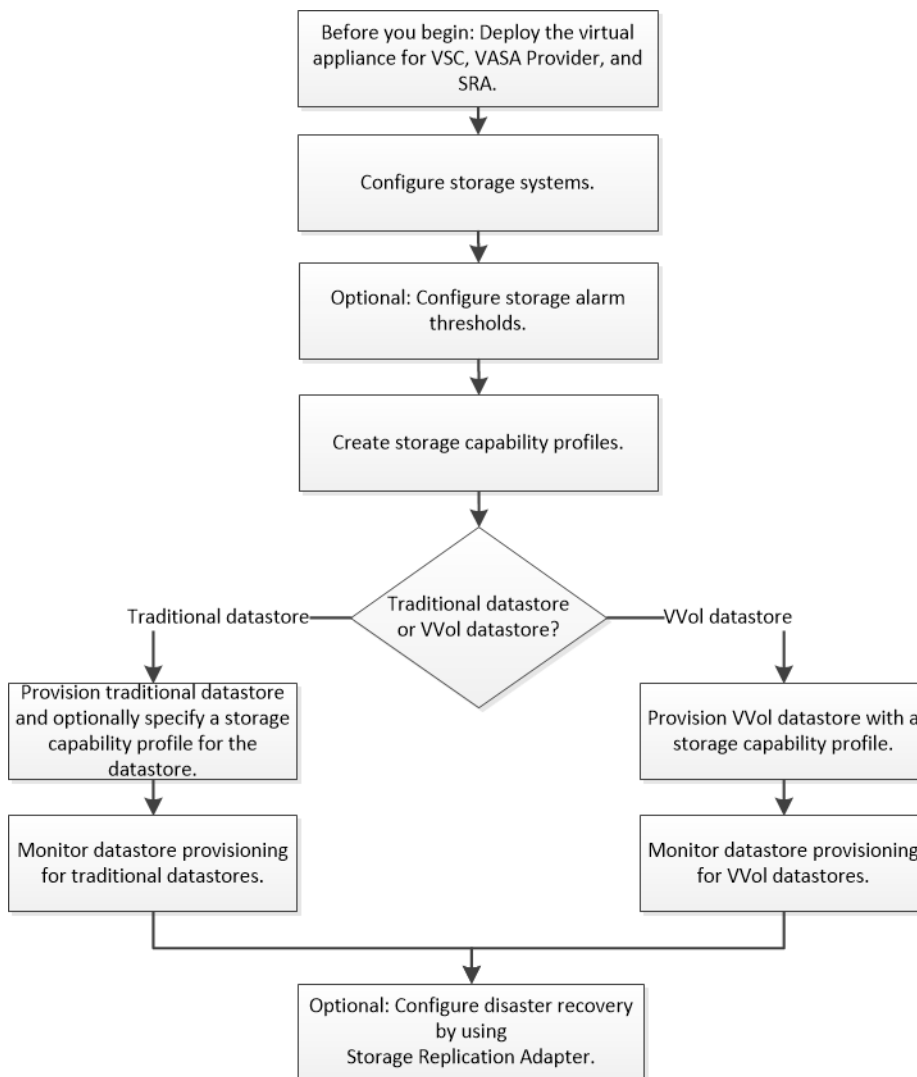 Before you begin: Deploy the virtual
appliance for VSC, VASA Provider, and
SRA.
Configure storage systems.
Optional: Configure storage alarm
thresholds.
Create storage capability profiles.
Traditional datastore
or VVol datastore?
Traditional datastore
VVol datastore
Provision traditional datastore
and optionally specify a storage
capability profile for the
datastore.
Provision VVol datastore with a
storage capability profile.
Monitor datastore provisioning
for traditional datastores.
Monitor datastore provisioning
for VVol datastores.
Optional: Configure disaster recovery
by using
Storage Replication Adapter.